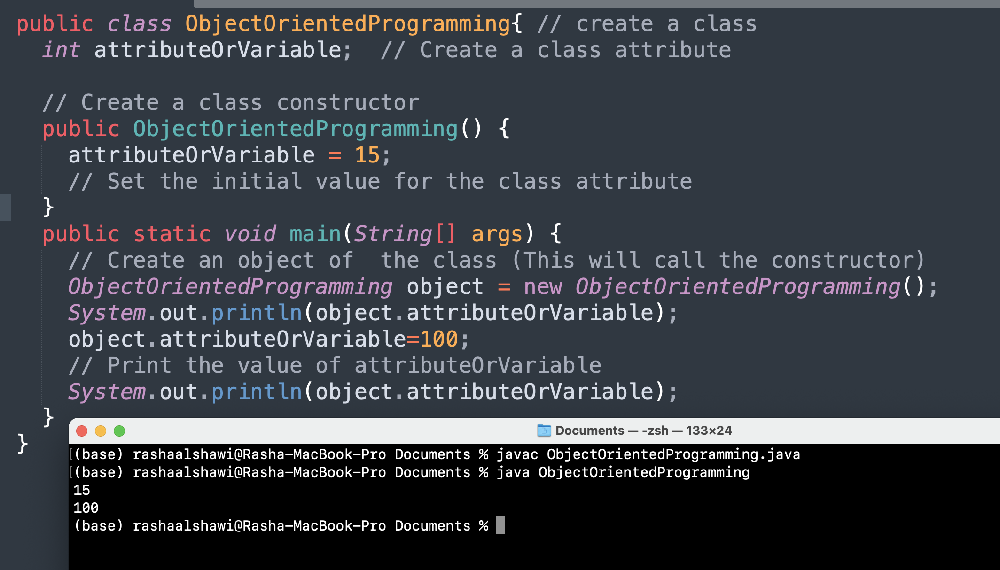 public class ObjectOrientedProgramming{ // create a class
int attributeOrVariable;  // Create a class attribute
// Create a class constructor
public ObjectOrientedProgramming() {
attributeOrVariable = 15;
// Set the initial value for the class attribute
}
public static void main(String[] args) {
// Create an object of  the class (This will call the constructor)
ObjectOrientedProgramming object = new ObjectOrientedProgramming();
System.out.println(object.attributeOrVariable);
object.attributeOrVariable=100;
// Print the value of attributeOrVariable
System.out.println(object.attributeOrVariable);
}
}
Documents — -zsh — 133×24
[(base) rashaalshawi@Rasha-MacBook-Pro Documents % javac ObjectOrientedProgramming.java
[(base) rashaalshawi@Rasha-MacBook-Pro Documents % java ObjectOrientedProgramming
15
100
(base) rashaalshawi@Rasha-MacBook-Pro Documents %